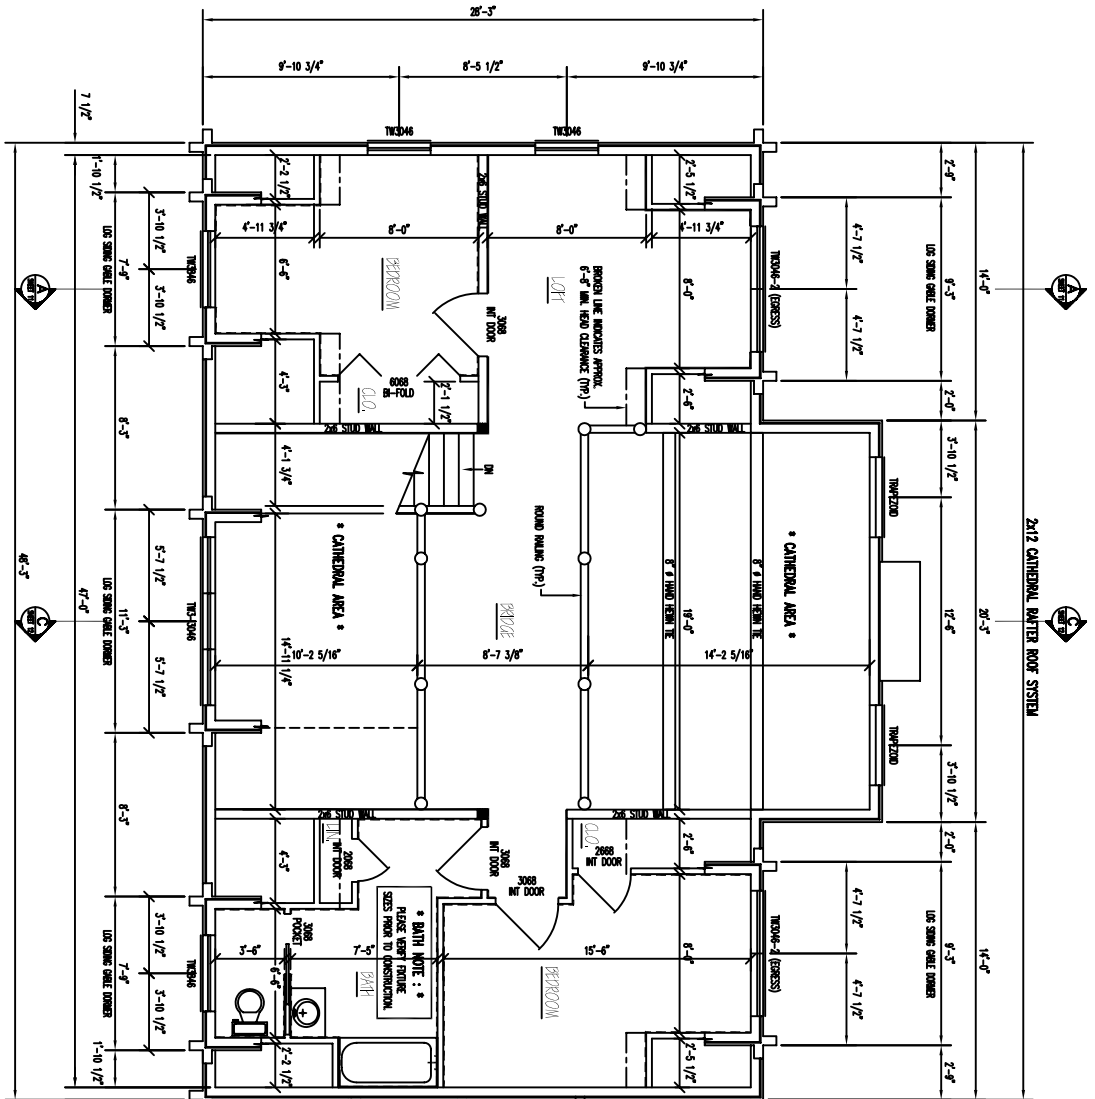 28'-3"
9'-10 3/4"
8'-5 1/2"
9'-10 3/4"
7 1/2"
TW3046
TW3046
1'-10 1/2"
3'-10 1/2"
3'-10 1/2"
7'-9"
LOG SIDING GABLE DORMER
TW3046
8'-3"
5'-7 1/2"
5'-7 1/2"
11'-3"
LOG SIDING GABLE DORMER
TW3-3046
8'-3"
3'-10 1/2"
3'-10 1/2"
7'-9"
LOG SIDING GABLE DORMER
TW3046
1'-10 1/2"
48'-3"
47'-0"
A
C
2'-2 1/2"
4'-11 3/4"
8'-0"
8'-0"
4'-11 3/4"
2'-5 1/2"
2x6 STUD WALL
6'-6"
BEDROOM
LOFT
8'-0"
3068
INT DOOR
BROKEN LINE INDICATES APPROX.
6'-8" MIN. HEAD CLEARANCE (TYP.)
4'-3"
6068
BI-FOLD
CLO.
2'-1 1/2"
2'-6"
2x6 STUD WALL
2x6 STUD WALL
4'-1 3/4"
DN
ROUND RAILING (TYP.)
* CATHEDRAL AREA *
* CATHEDRAL AREA *
8" ø HAND HEWN TIE
8" ø HAND HEWN TIE
19'-0"
BRIDGE
14'-11 1/4"
10'-2 5/16"
8'-7 3/8"
14'-2 5/16"
2x6 STUD WALL
2x6 STUD WALL
4'-3"
LIN.
2068
INT DOOR
3068
INT DOOR
3068
INT DOOR
CLO.
2668
INT DOOR
2'-6"
3068
POCKET
* BATH NOTE : *
PLEASE VERIFY FIXTURE
SIZES PRIOR TO CONSTRUCTION.
3'-6"
7'-5"
15'-6"
6'-6"
8'-0"
BATH
BEDROOM
2'-2 1/2"
2'-5 1/2"
TW3046-2 (EGRESS)
4'-7 1/2"
4'-7 1/2"
LOG SIDING GABLE DORMER
2'-9"
9'-3"
2'-0"
14'-0"
A
3'-10 1/2"
TRAPEZOID
12'-6"
20'-3"
C
TRAPEZOID
3'-10 1/2"
2x12 CATHEDRAL RAFTER ROOF SYSTEM
2'-0"
4'-7 1/2"
4'-7 1/2"
TW3046-2 (EGRESS)
LOG SIDING GABLE DORMER
9'-3"
14'-0"
2'-9"